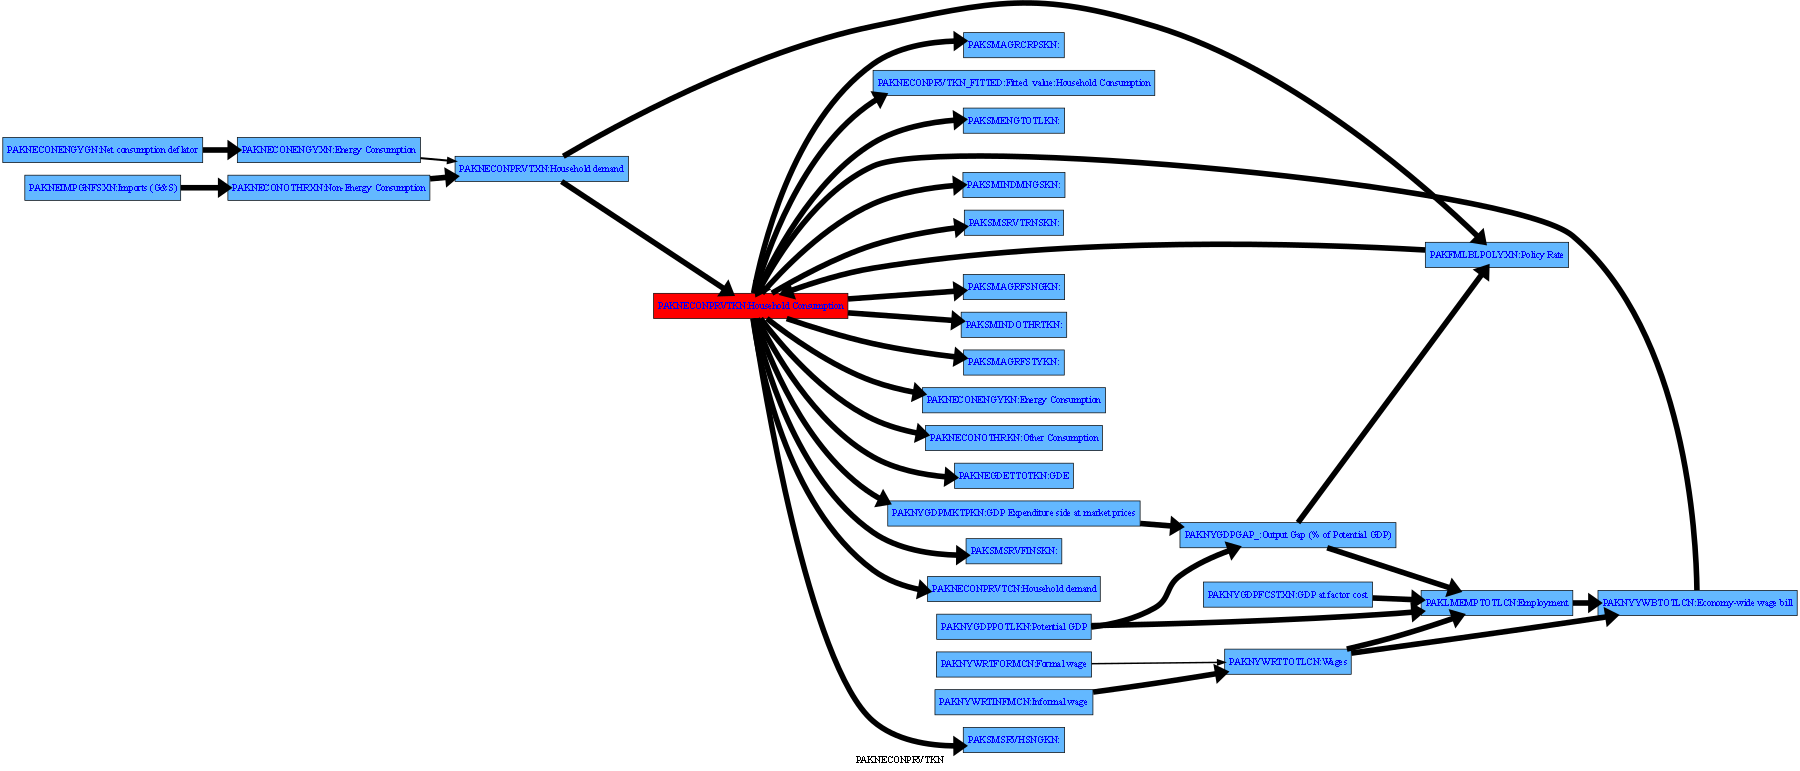 PAKSMAGRCRPSKN:
PAKNECONPRVTKN_FITTED:Fitted value:Household Consumption
PAKSMENGTOTLKN:
PAKNECONENGYGN:Net consumption deflator
PAKNECONENGYXN:Energy Consumption
PAKNECONPRVTXN:Household demand
PAKNEIMPGNFSXN:Imports (G&S)
PAKNECONOTHRXN:Non-Energy Consumption
PAKSMINDMNGSKN:
PAKSMSRVTRNSKN:
PAKFMLBLPOLYXN:Policy Rate
PAKSMAGRFSNGKN:
PAKNECONPRVTKN:Household Consumption
PAKSMINDOTHRTKN:
PAKSMAGRFSTYKN:
PAKNECONENGYKN:Energy Consumption
PAKNECONOTHRKN:Other Consumption
PAKNEGDETTOTKN:GDE
PAKNYGDPMKTPKN:GDP Expenditure side at market prices
PAKNYGDPGAP_:Output Gap (% of Potential GDP)
PAKSMSRVFINSKN:
PAKNECONPRVTCN:Household demand
PAKNYGDPFCSTXN:GDP at factor cost
PAKLMEMPTOTLCN:Employment
PAKNYYWBTOTLCN:Economy-wide wage bill
PAKNYGDPPOTLKN:Potential GDP
PAKNYWRTFORMCN:Formal wage
PAKNYWRTTOTLCN:Wages
PAKNYWRTINFMCN:Informal wage
PAKSMSRVHSNGKN:
PAKNECONPRVTKN